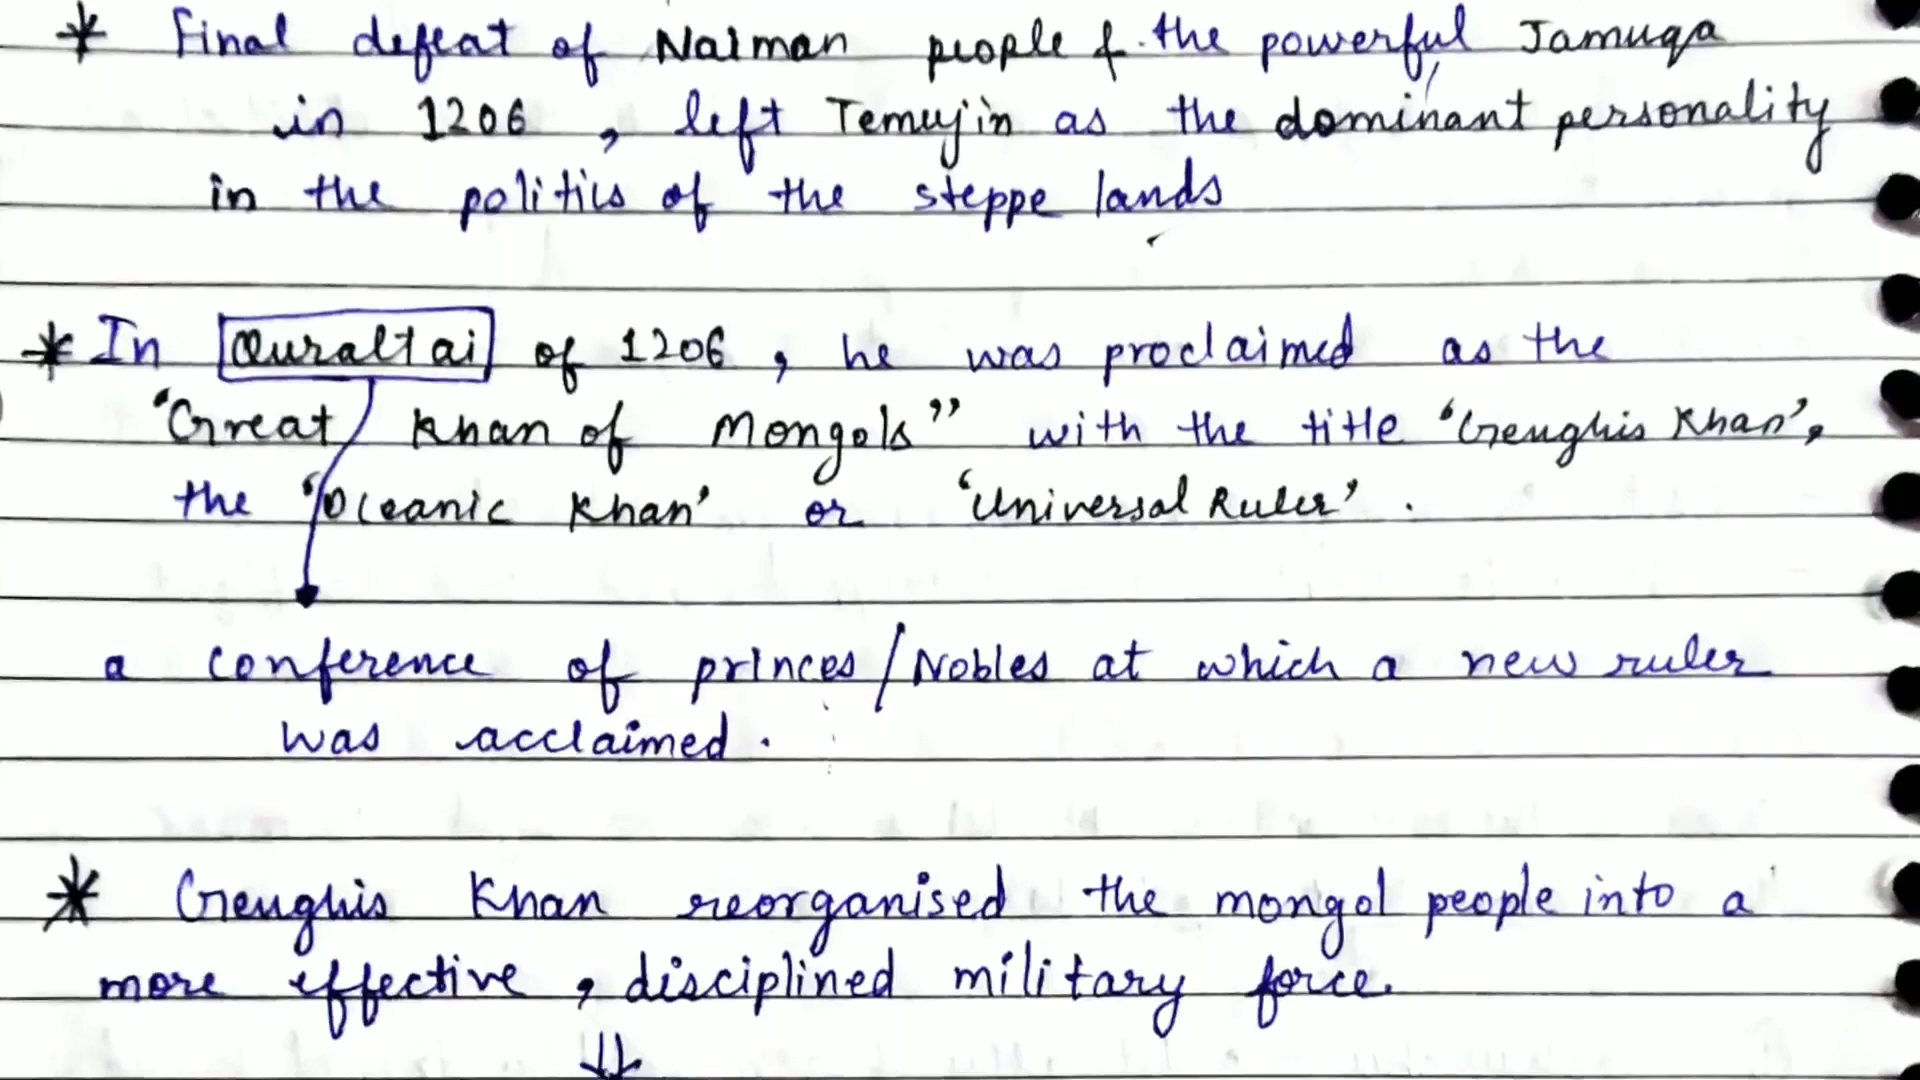 * Final defeat of Naiman people & the powerful Jamuqa
in 1206, left Temujin as the dominant personality
in the politics of the steppe lands
* In Quraltai of 1206, he was proclaimed as the
"Great Khan of Mongols" with the title 'Genghis Khan',
the 'Oceanic Khan' or 'Universal Ruler'.
a conference of princes/Nobles at which a new ruler
was acclaimed.
* Genghis Khan reorganised the mongol people into a
more effective, disciplined military force.